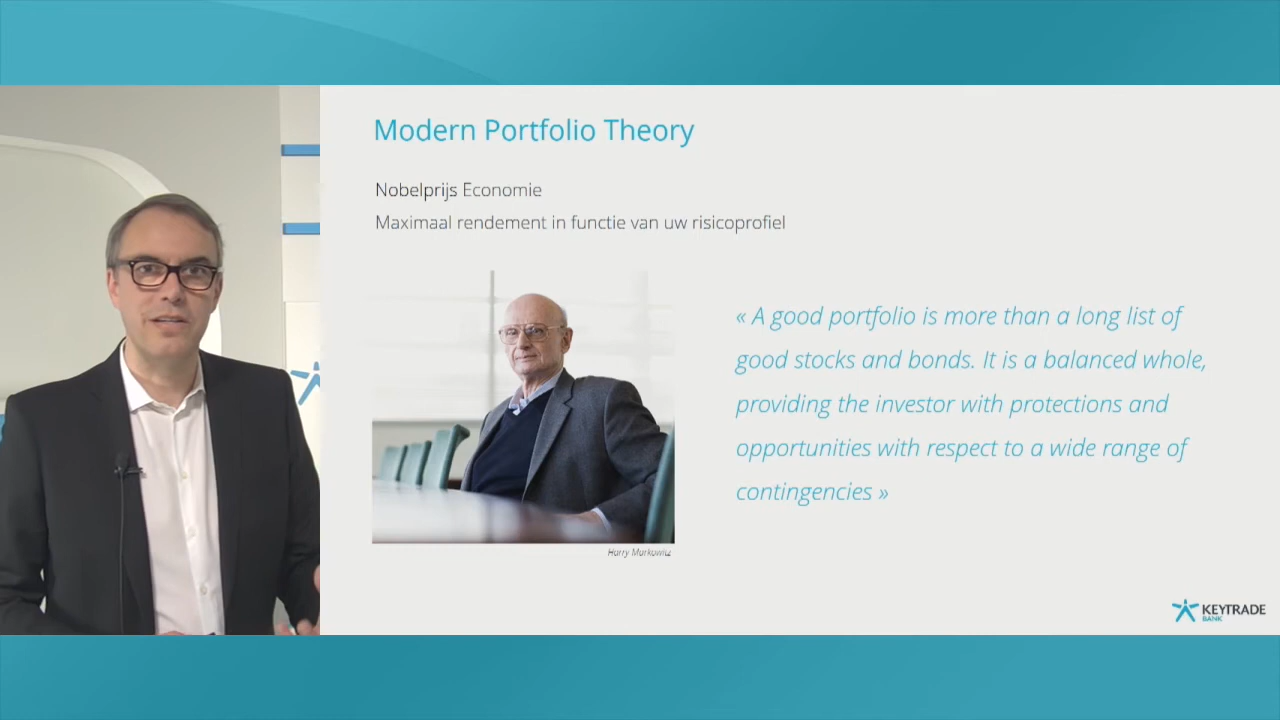 Modern Portfolio Theory
Nobelprijs Economie
Maximaal rendement in functie van uw risicoprofiel
« A good portfolio is more than a long list of
good stocks and bonds. It is a balanced whole,
providing the investor with protections and
opportunities with respect to a wide range of
contingencies »
Harry Markowitz
KEYTRADE
BANK